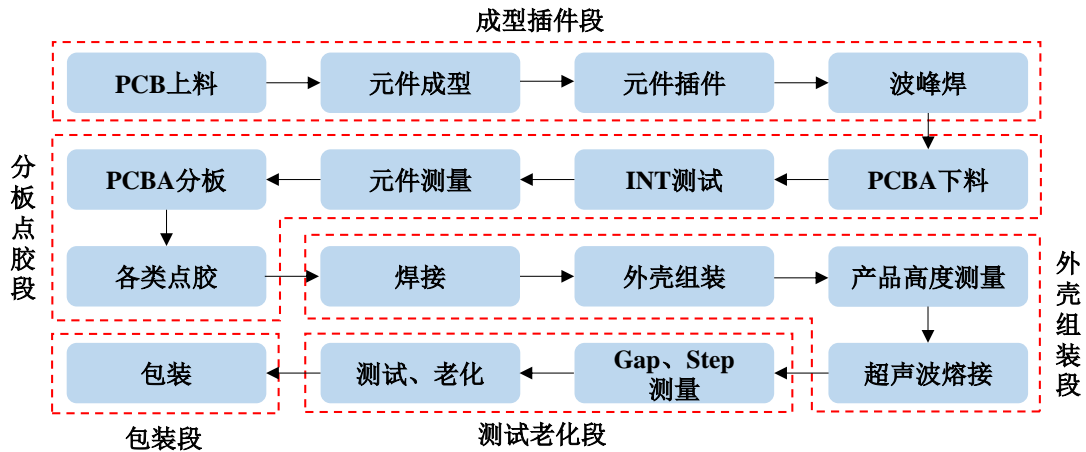 成型插件段
PCB上料
元件成型
元件插件
波峰焊
分板点胶段
PCBA分板
元件测量
INT测试
PCBA下料
各类点胶
焊接
外壳组装
产品高度测量
外壳组装段
包装
测试、老化
Gap、Step
测量
超声波熔接
包装段
测试老化段